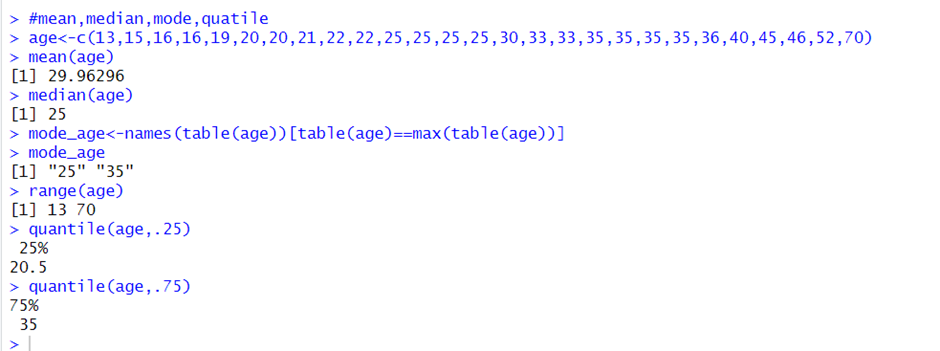 > #mean,median,mode,quatile
> age<-c(13,15,16,16,19,20,20,21,22,22,25,25,25,25,30,33,33,35,35,35,35,36,40,45,46,52,70)
> mean(age)
[1] 29.96296
> median(age)
[1] 25
> mode_age<-names(table(age))[table(age)==max(table(age))]
> mode_age
[1] "25" "35"
> range(age)
[1] 13 70
> quantile(age,.25)
 25%
20.5
> quantile(age,.75)
75%
 35
>